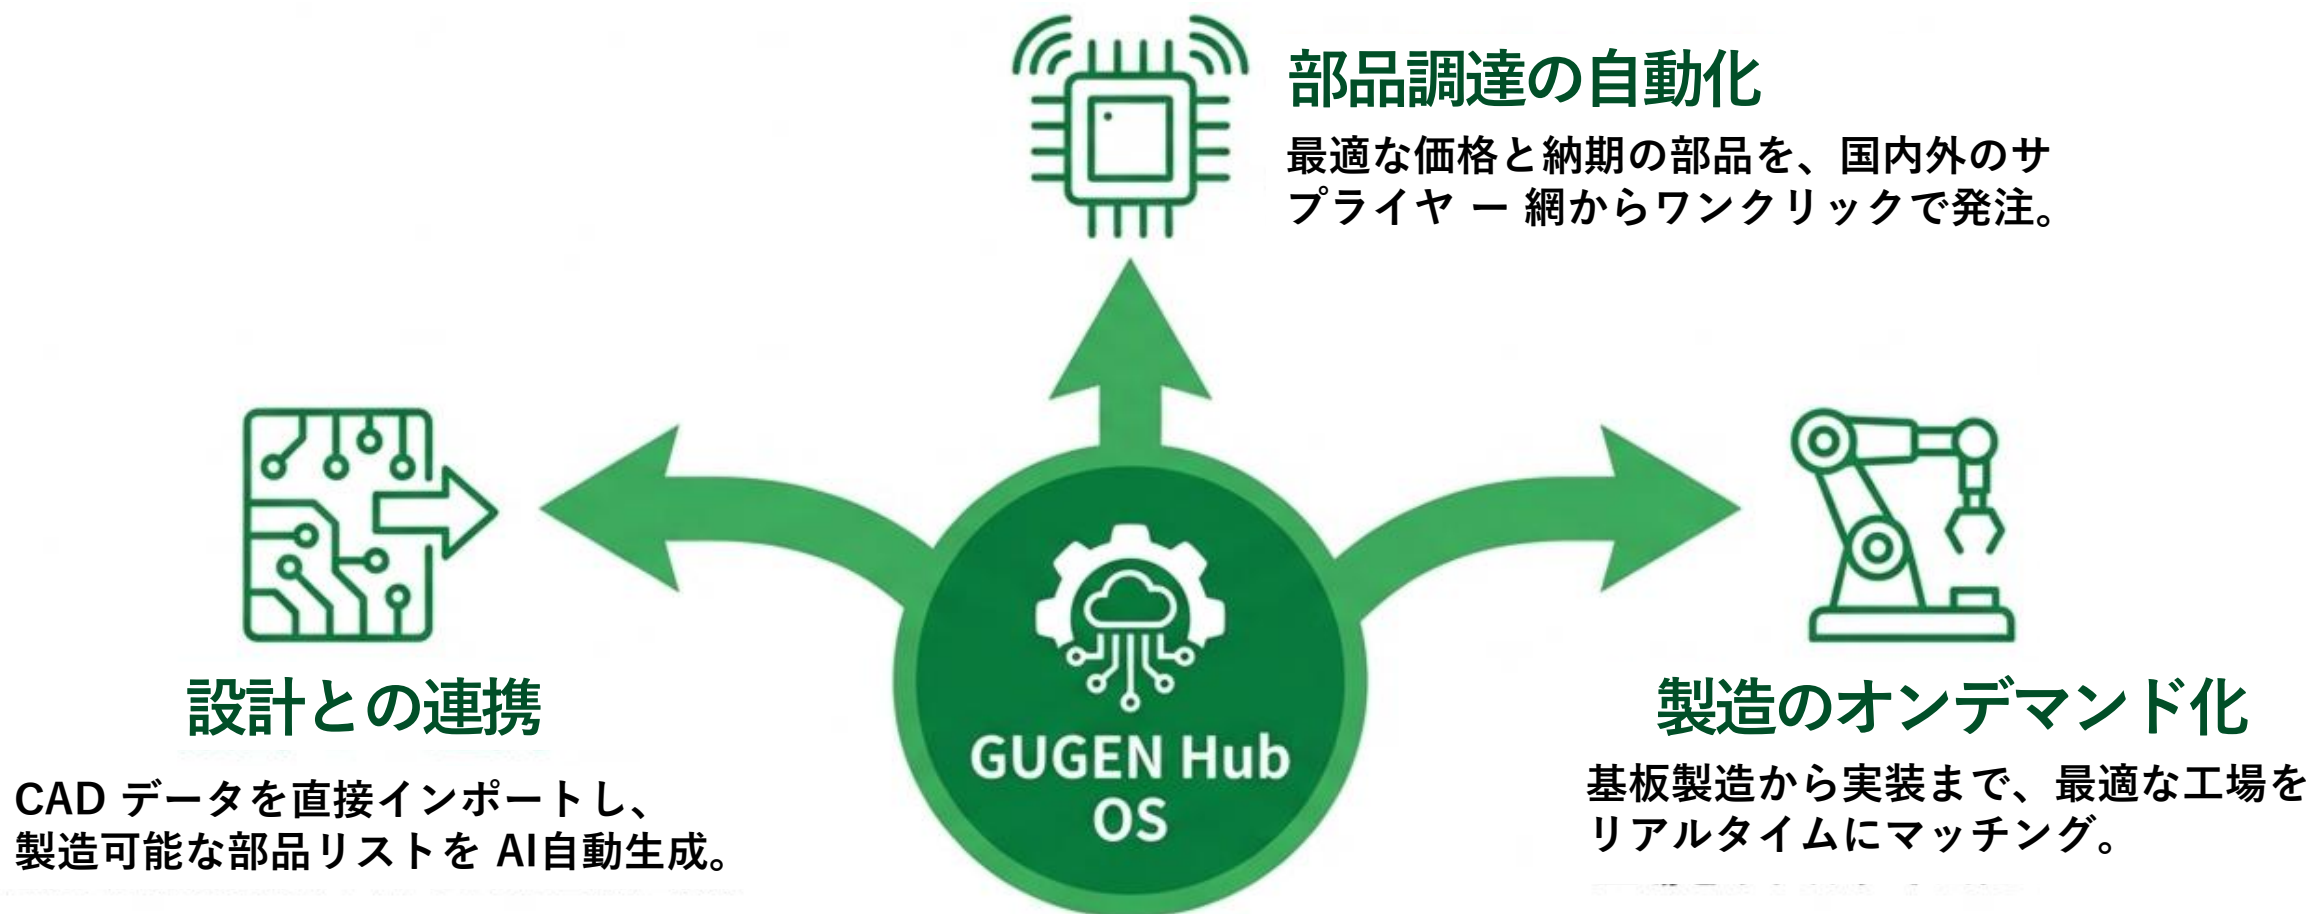 部品調達の自動化
最適な価格と納期の部品を、国内外のサ
プライヤ ー 網からワンクリックで発注。
設計との連携
CAD データを直接インポートし、
製造可能な部品リストを AI自動生成。
GUGEN Hub
OS
製造のオンデマンド化
基板製造から実装まで、最適な工場を
リアルタイムにマッチング。